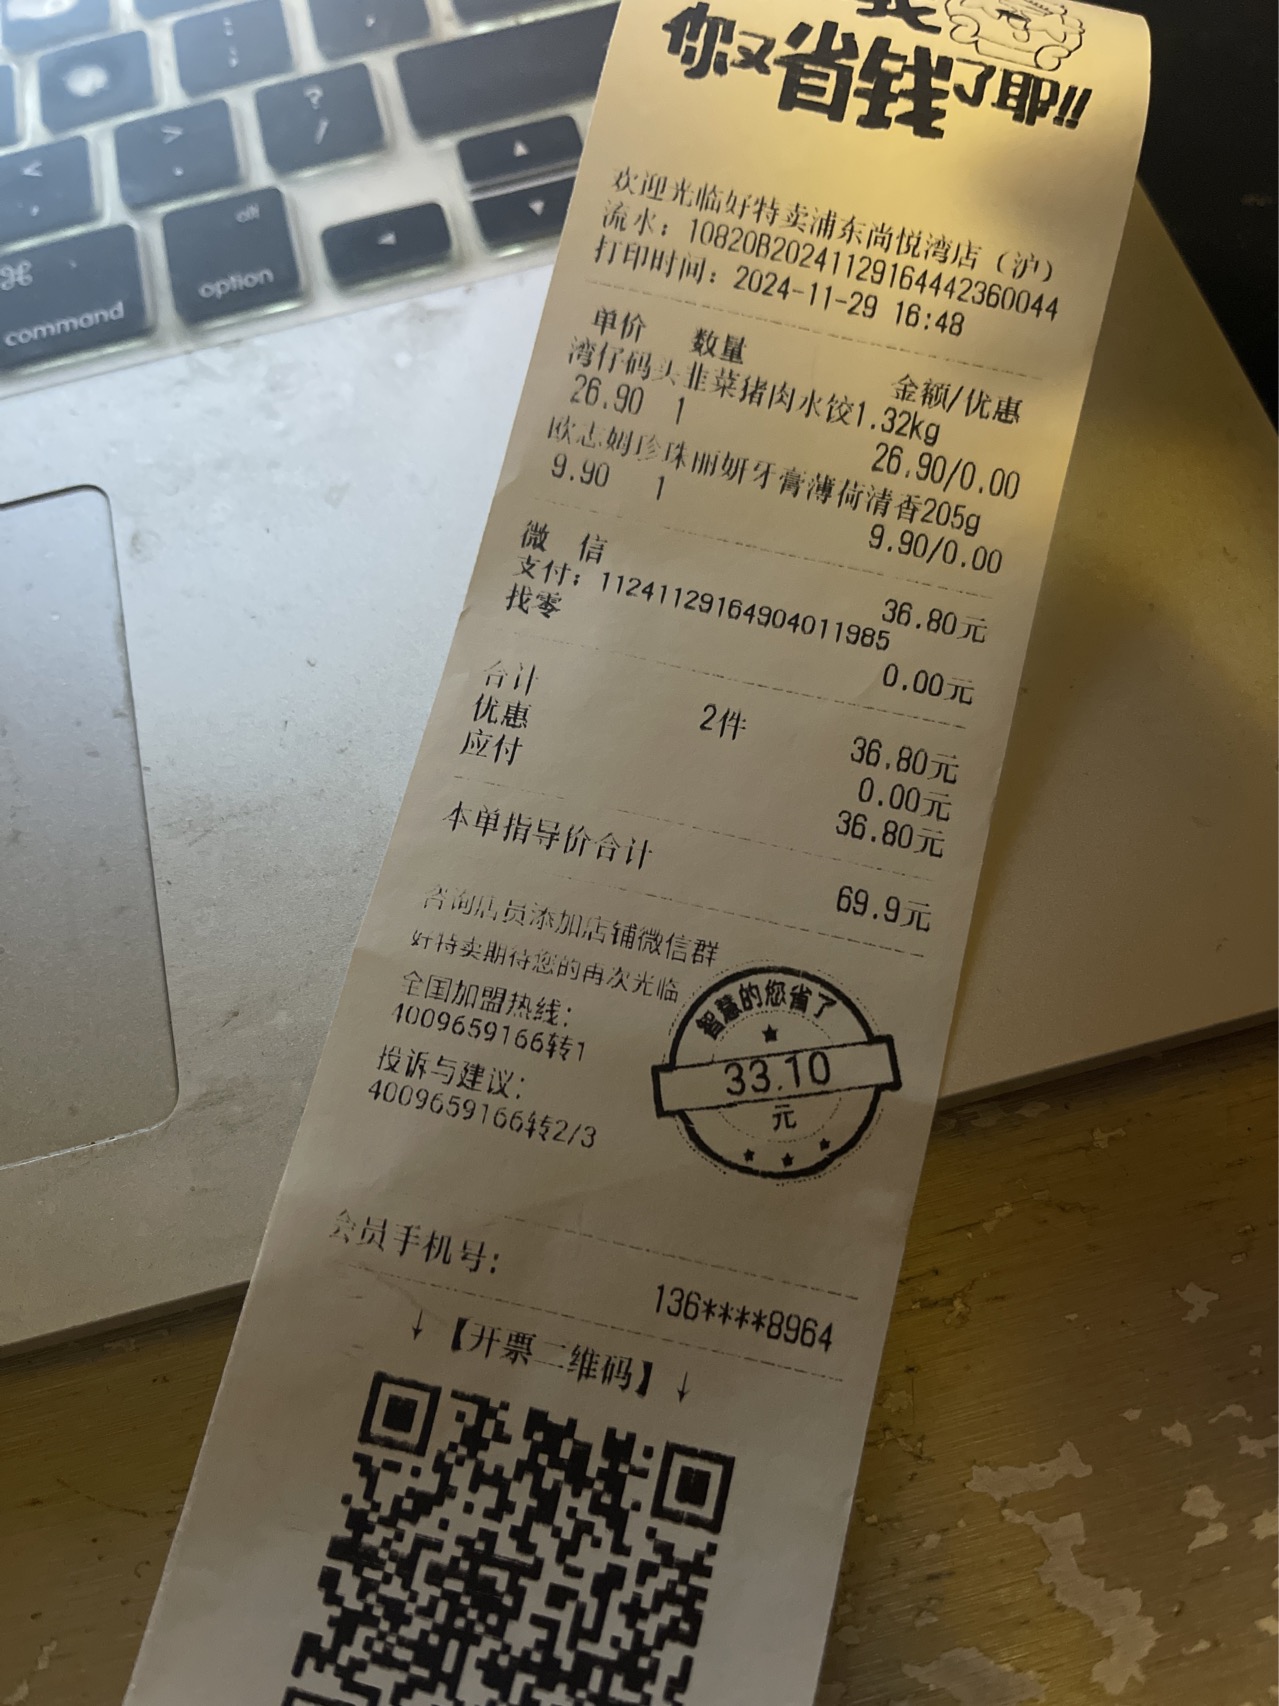 你又省钱了耶!!
欢迎光临好特卖浦东尚悦湾店（沪）
流水：10820B20241129164442360044
打印时间：2024-11-29 16:48
单价 数量 金额/优惠
湾仔码头韭菜猪肉水饺1.32kg
26.90 1 26.90/0.00
欧志姆珍珠丽妍牙膏薄荷清香205g
9.90 1 9.90/0.00
微 信 36.80元
支付：11241129164904011985
找零 0.00元
合计 2件 36.80元
优惠 0.00元
应付 36.80元
本单指导价合计 69.9元
咨询店员添加店铺微信群
好特卖期待您的再次光临
全国加盟热线：
4009659166转1
投诉与建议：
4009659166转2/3
智慧的您省了
33.10
元
会员手机号：
136****8964
↓【开票二维码】↓
<
>
.
?
/
▲
▼
◀
alt
option
⌘
command